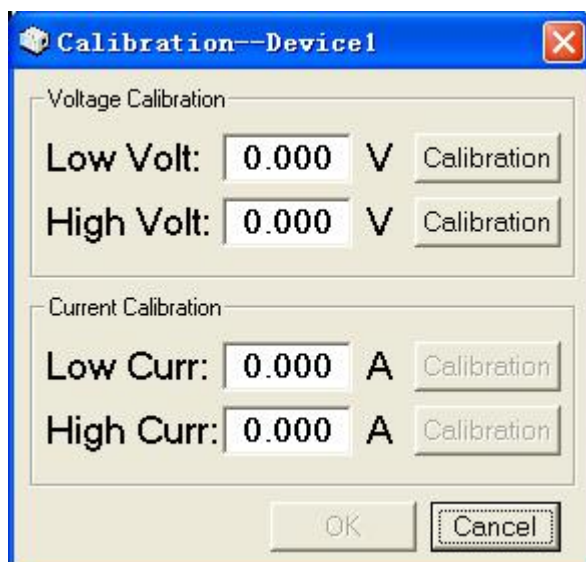 Calibration--Device1
Voltage Calibration
Low Volt: 0.000 V Calibration
High Volt: 0.000 V Calibration
Current Calibration
Low Curr: 0.000 A Calibration
High Curr: 0.000 A Calibration
OK Cancel